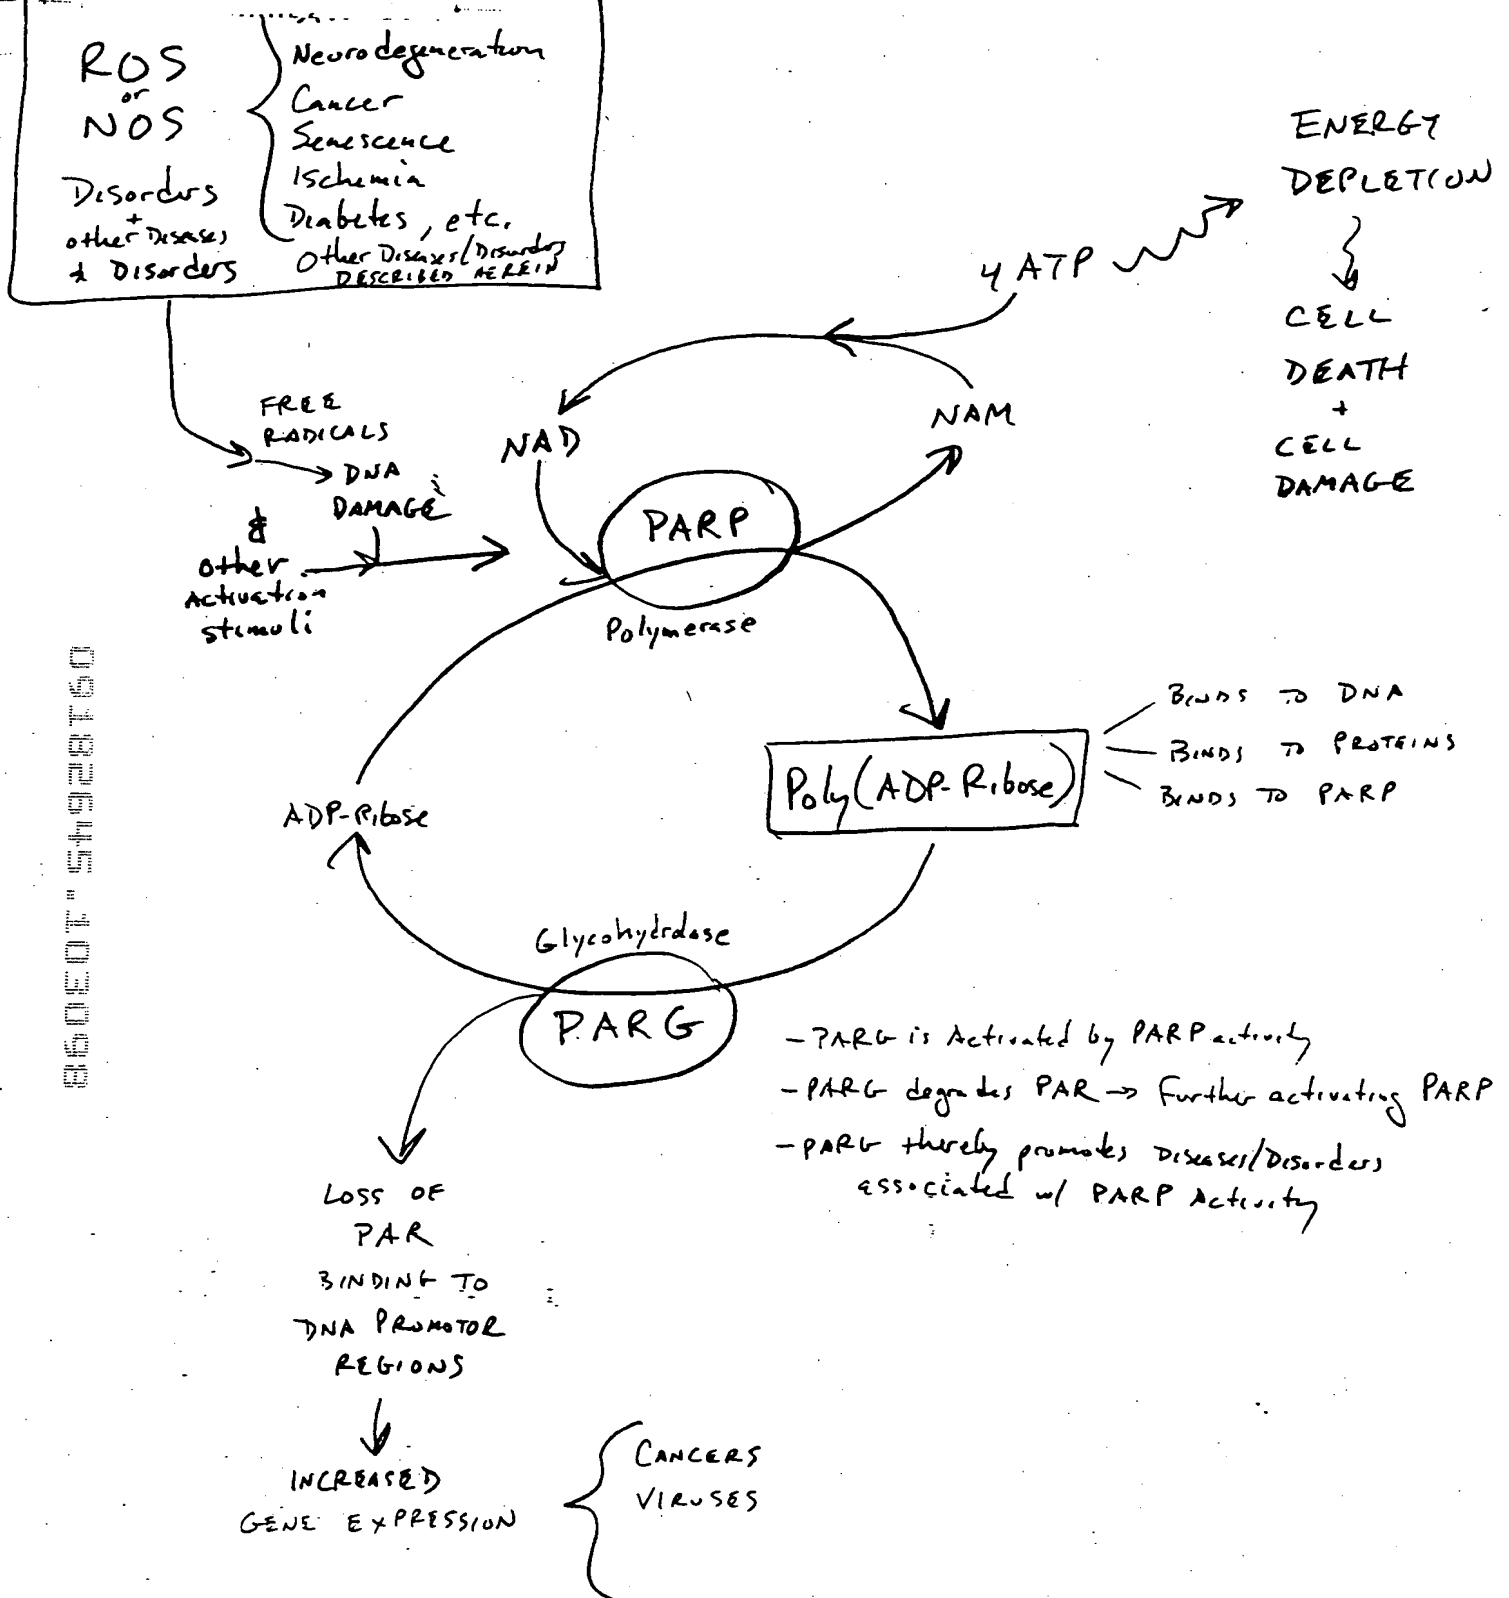 ROS
or
NOS
Disorders
+
other Diseases
& Disorders
Neurodegeneration
Cancer
Senescence
Ischemia
Diabetes, etc.
Other Diseases/Disorders
DESCRIBED HEREIN
ENERGY
DEPLETION
CELL
DEATH
+
CELL
DAMAGE
4 ATP
NAM
NAD
FREE
RADICALS
DNA
DAMAGE
&
other
Activation
stimuli
PARP
Polymerase
Poly(ADP-Ribose)
BINDS TO DNA
BINDS TO PROTEINS
BINDS TO PARP
ADP-Ribose
Glycohydrolase
PARG
- PARG is Activated by PARP activity
- PARG degrades PAR → Further activating PARP
- PARG thereby promotes Diseases/Disorders
associated w/ PARP Activity
LOSS OF
PAR
BINDING TO
DNA PROMOTOR
REGIONS
INCREASED
GENE EXPRESSION
CANCERS
VIRUSES
09182845.103098